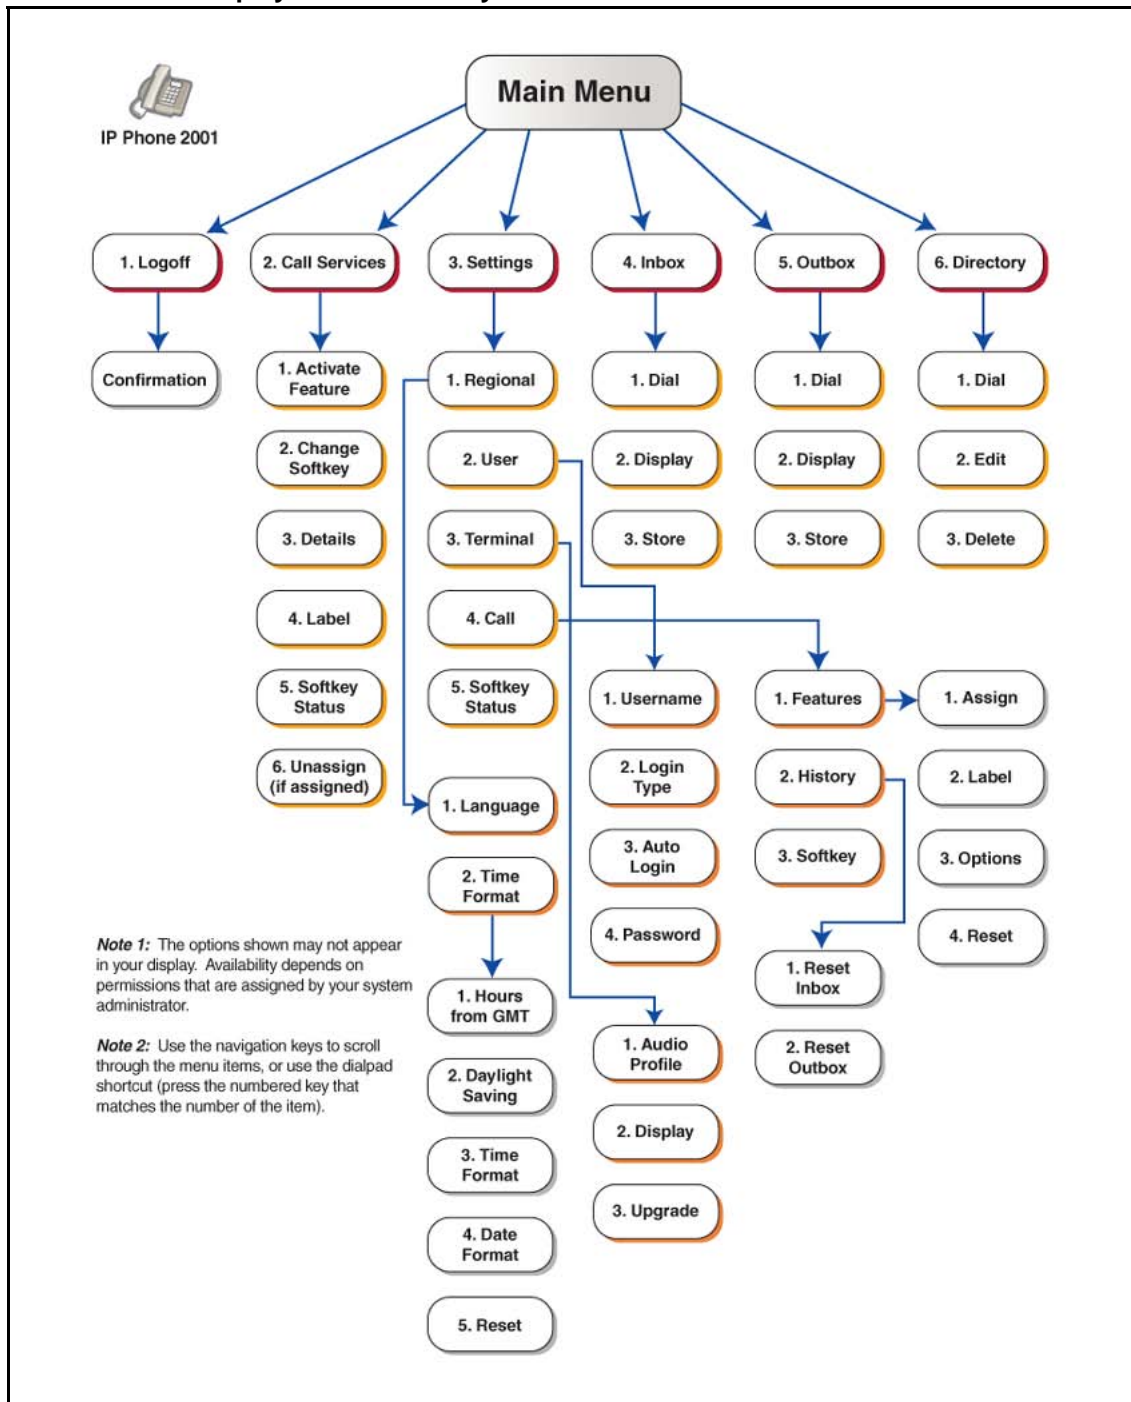 Main Menu
IP Phone 2001
1. Logoff
2. Call Services
3. Settings
4. Inbox
5. Outbox
6. Directory
Confirmation
1. Activate
Feature
2. Change
Softkey
3. Details
4. Label
5. Softkey
Status
6. Unassign
(if assigned)
1. Regional
2. User
3. Terminal
4. Call
5. Softkey
Status
1. Language
2. Time
Format
1. Hours
from GMT
2. Daylight
Saving
3. Time
Format
4. Date
Format
5. Reset
1. Dial
2. Display
3. Store
1. Username
2. Login
Type
3. Auto
Login
4. Password
1. Audio
Profile
2. Display
3. Upgrade
1. Dial
2. Display
3. Store
1. Features
2. History
3. Softkey
1. Reset
Inbox
2. Reset
Outbox
1. Dial
2. Edit
3. Delete
1. Assign
2. Label
3. Options
4. Reset
Note 1: The options shown may not appear
in your display. Availability depends on
permissions that are assigned by your system
administrator.
Note 2: Use the navigation keys to scroll
through the menu items, or use the dialpad
shortcut (press the numbered key that
matches the number of the item).